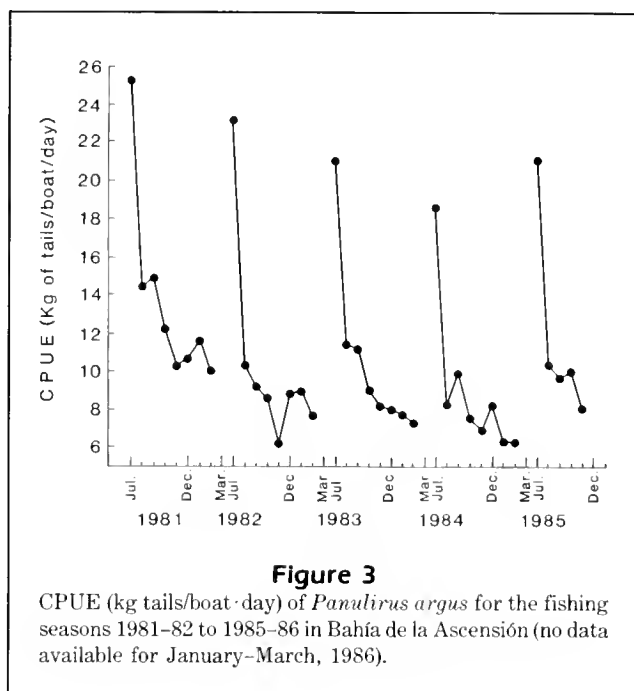 CPUE (Kg of tails/boat/day)
26
24
22
20
18
16
14
12
10
8
6
Jul.
Dec.
Mar.
Jul
Dec.
Mar.
Jul
Dec.
Mar.
Jul.
Dec.
Mar.
Jul.
Dec.
1981 1982 1983 1984 1985
Figure 3
CPUE (kg tails/boat·day) of Panulirus argus for the fishing
seasons 1981–82 to 1985–86 in Bahía de la Ascensión (no data
available for January–March, 1986).